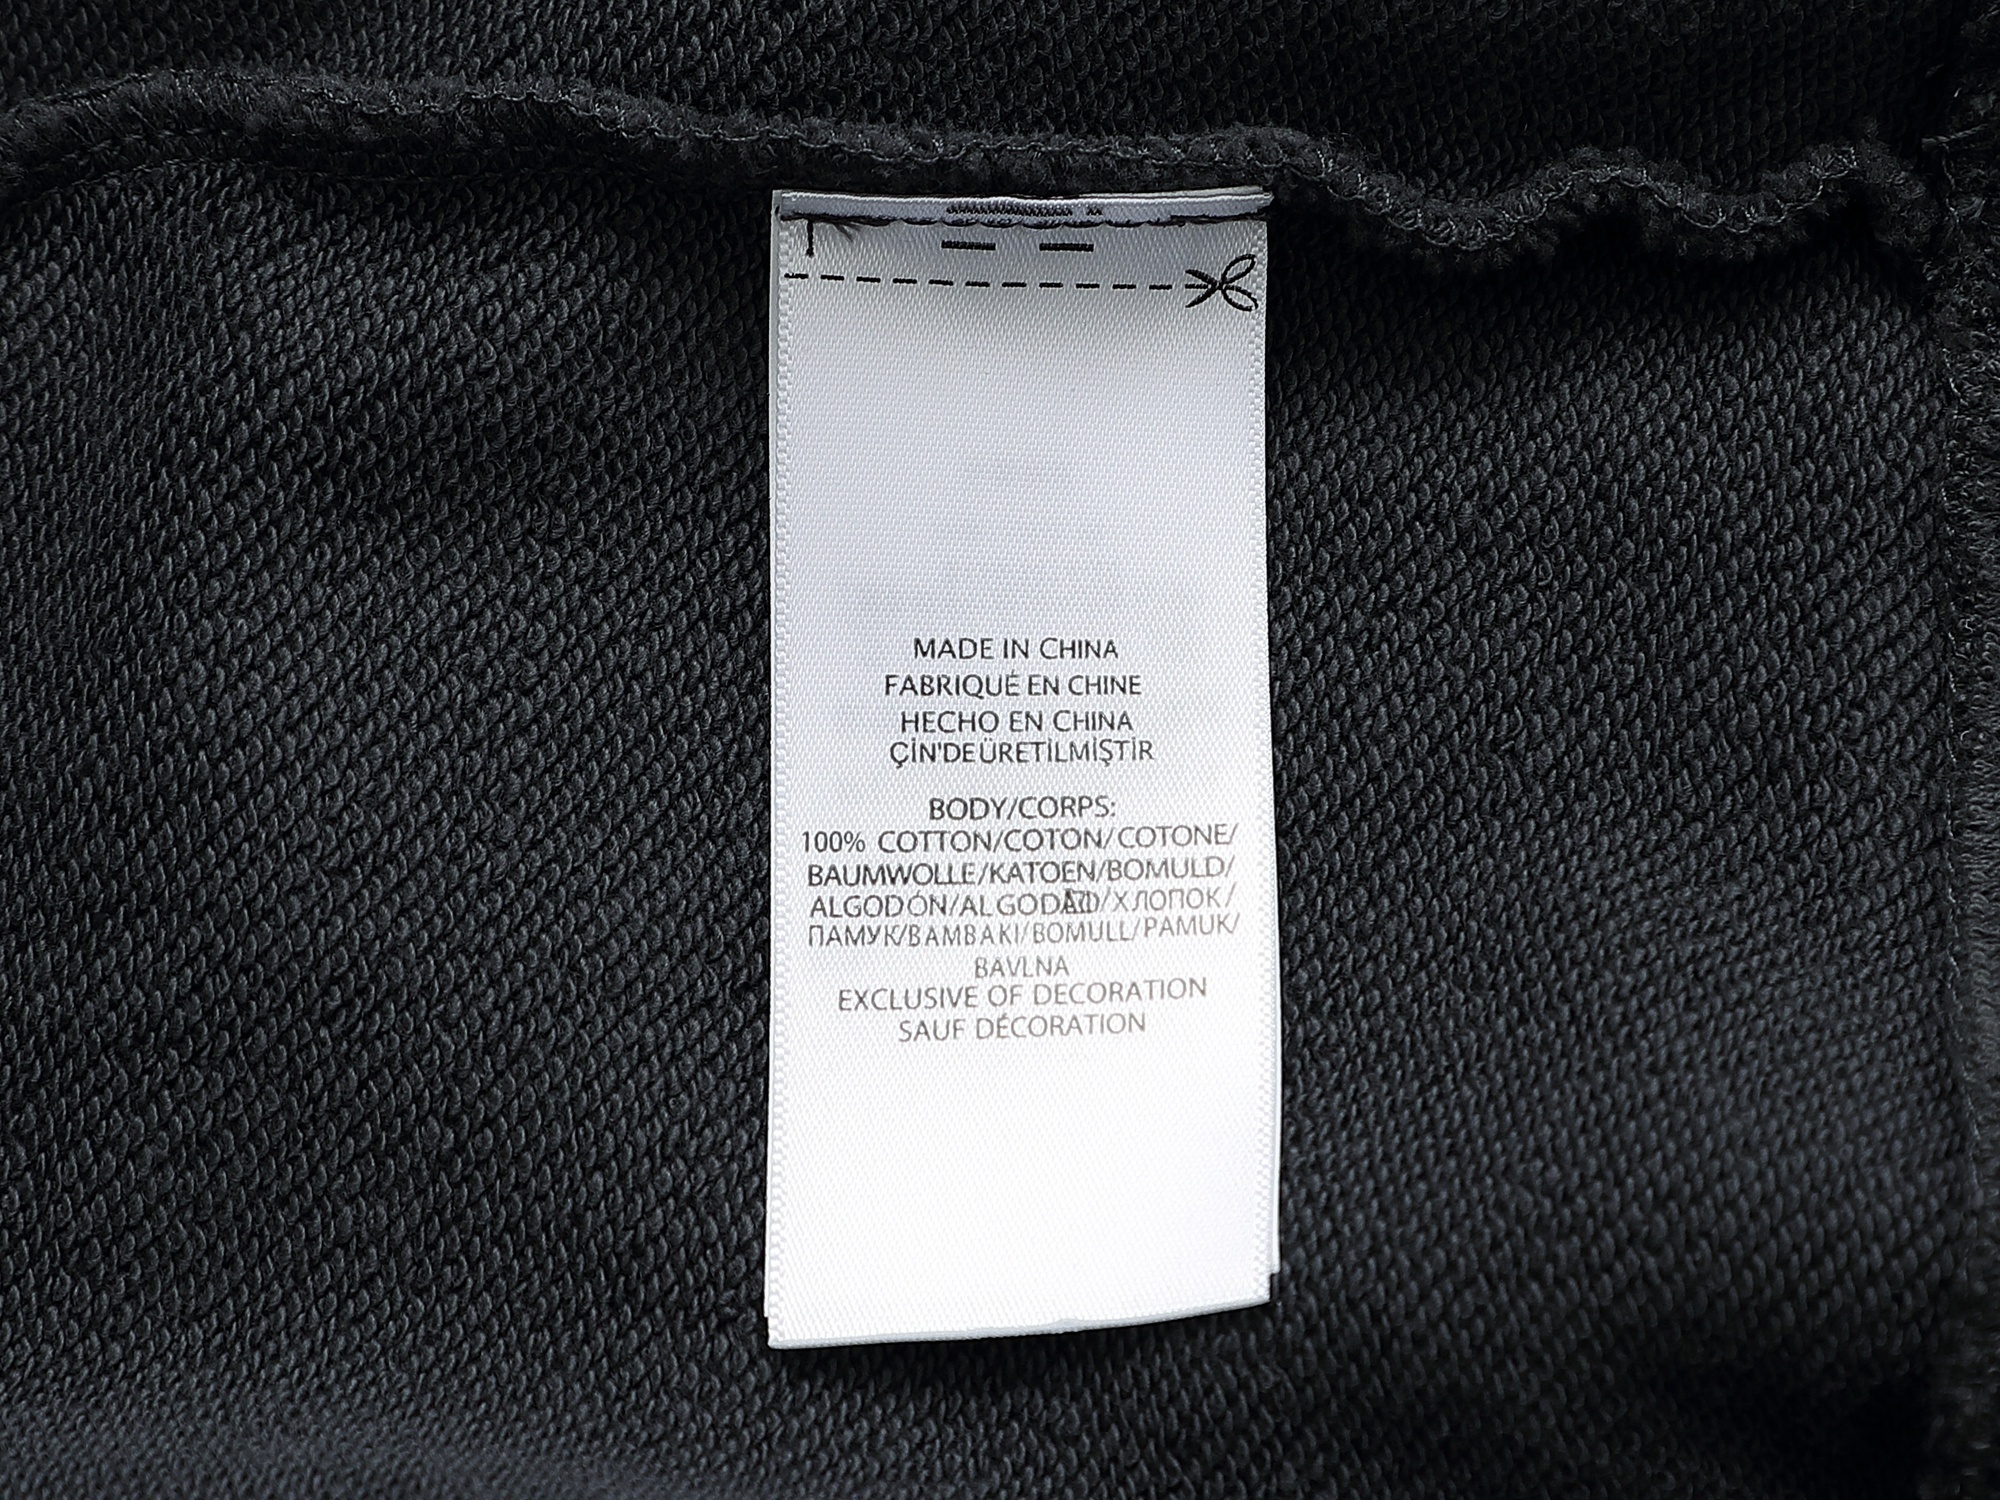 MADE IN CHINA
FABRIQUÉ EN CHINE
HECHO EN CHINA
ÇİN'DE ÜRETİLMİŞTİR
BODY/CORPS:
100% COTTON/COTON/COTONE/
BAUMWOLLE/KATOEN/BOMULD/
ALGODÓN/ /ХЛОПОК/
ПАМУК/BAMBAKI/BOMULL/PAMUK/
BAVLNA
EXCLUSIVE OF DECORATION
SAUF DÉCORATION